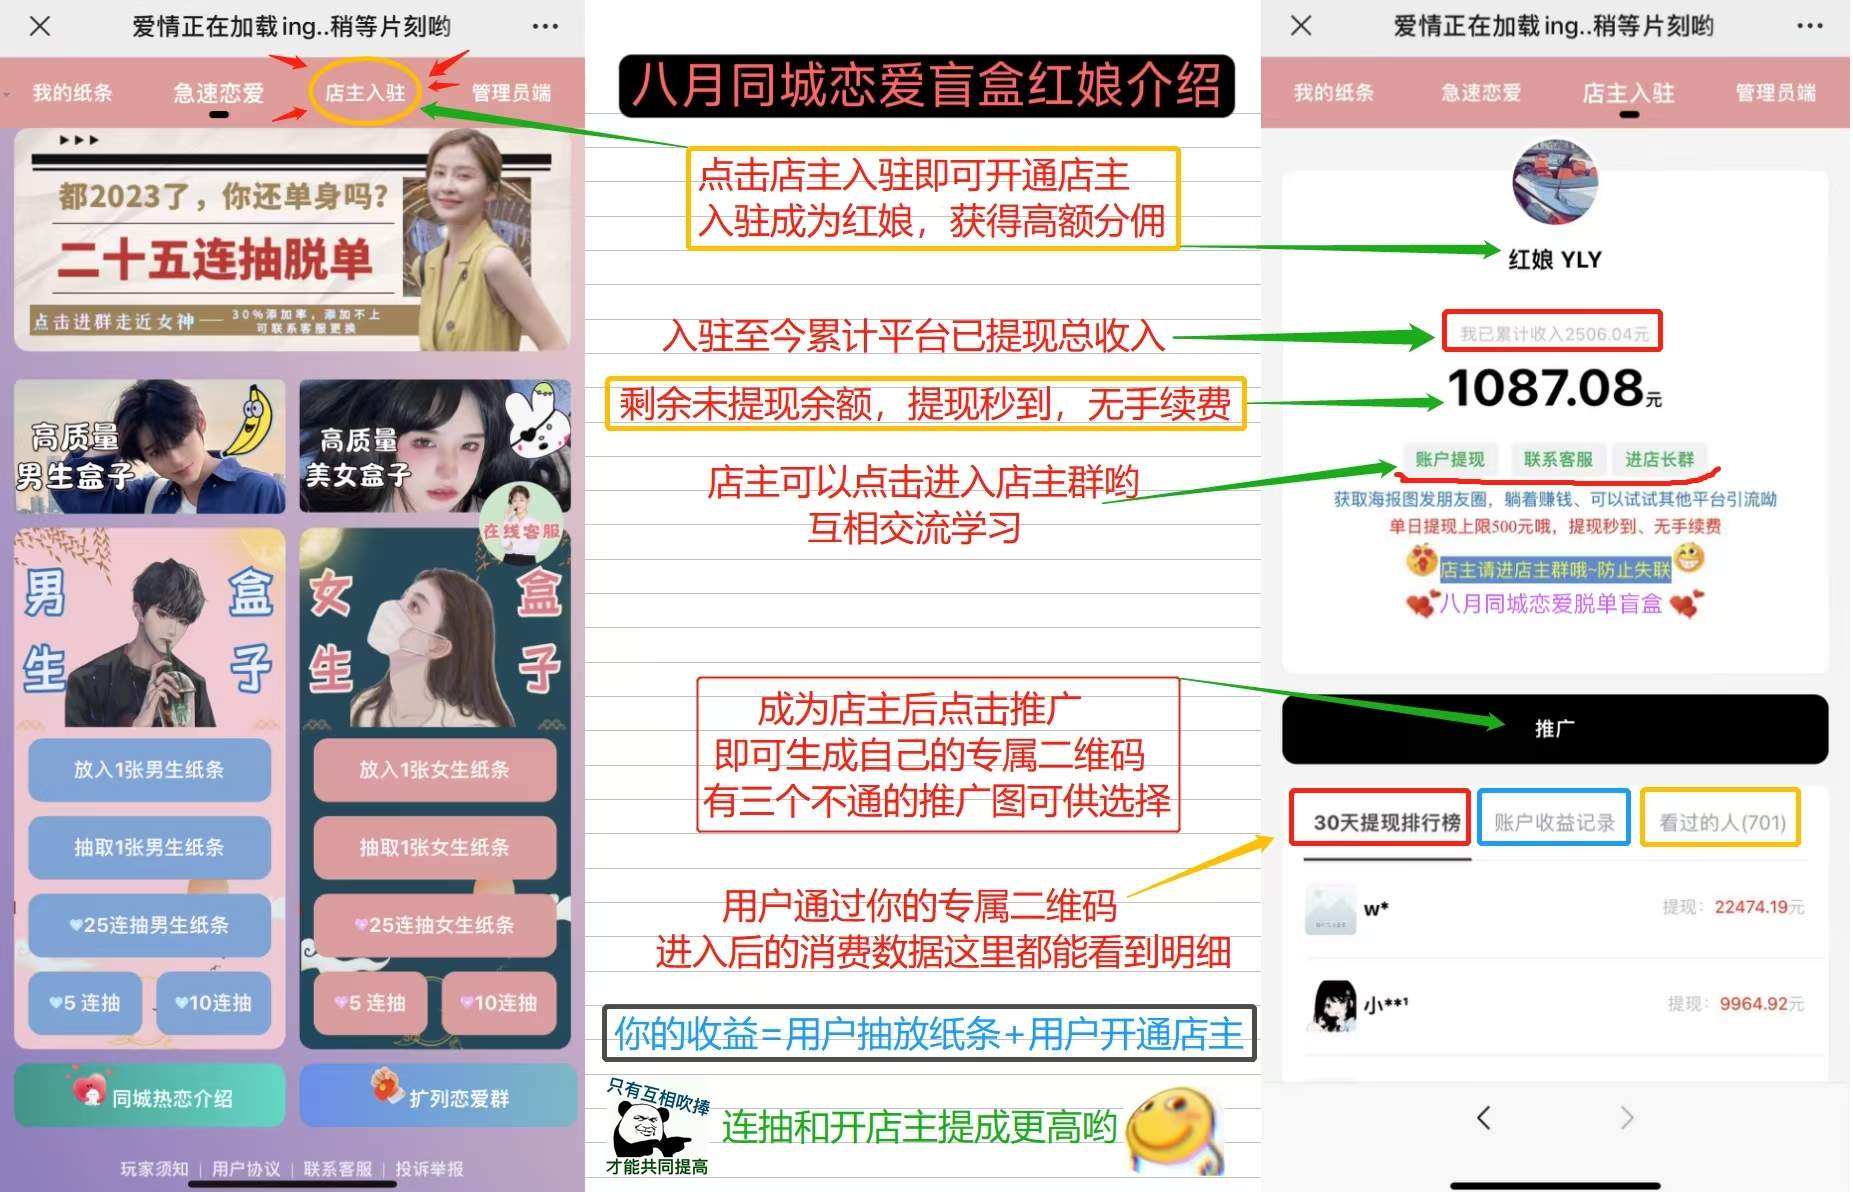 爱情正在加载ing..稍等片刻哟
我的纸条
急速恋爱
店主入驻
管理员端
都2023了，你还单身吗？
二十五连抽脱单
点击进群走近女神
30%添加率，添加不上
可联系客服更换
高质量
男生盒子
高质量
美女盒子
在线客服
男生盒子
女生盒子
放入1张男生纸条
抽取1张男生纸条
25连抽男生纸条
5 连抽
10连抽
放入1张女生纸条
抽取1张女生纸条
25连抽女生纸条
5 连抽
10连抽
同城热恋介绍
扩列恋爱群
玩家须知 | 用户协议 | 联系客服 | 投诉举报
八月同城恋爱盲盒红娘介绍
点击店主入驻即可开通店主
入驻成为红娘，获得高额分佣
入驻至今累计平台已提现总收入
剩余未提现余额，提现秒到，无手续费
店主可以点击进入店主群哟
互相交流学习
成为店主后点击推广
即可生成自己的专属二维码
有三个不通的推广图可供选择
用户通过你的专属二维码
进入后的消费数据这里都能看到明细
你的收益=用户抽放纸条+用户开通店主
只有互相吹捧
才能共同提高
连抽和开店主提成更高哟
爱情正在加载ing..稍等片刻哟
我的纸条
急速恋爱
店主入驻
管理员端
红娘 YLY
我已累计收入2506.04元
1087.08元
账户提现
联系客服
进店长群
获取海报图发朋友圈，躺着赚钱、可以试试其他平台引流呦
单日提现上限500元哦，提现秒到、无手续费
店主请进店主群哦~防止失联
八月同城恋爱脱单盲盒
推广
30天提现排行榜
账户收益记录
看过的人(701)
w*
提现：22474.19元
小**¹
提现：9964.92元